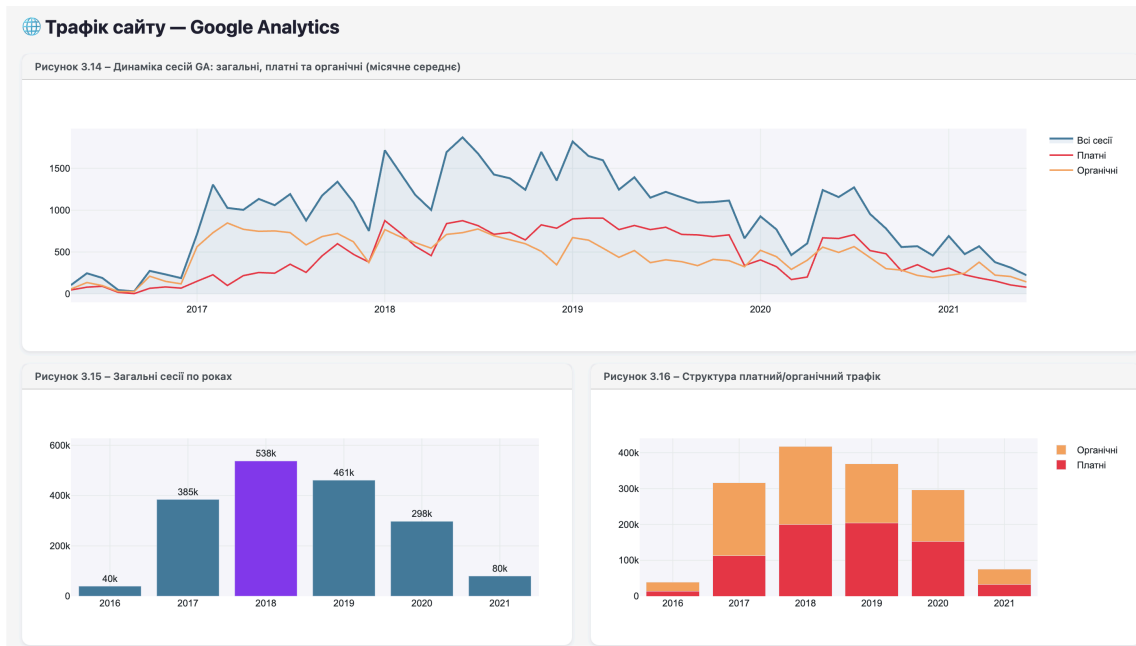 🌐 Трафік сайту — Google Analytics
Рисунок 3.14 – Динаміка сесій GA: загальні, платні та органічні (місячне середнє)
Всі сесії
Платні
Органічні
1500
1000
500
0
2017
2018
2019
2020
2021
Рисунок 3.15 – Загальні сесії по роках
600k
400k
200k
0
40k
385k
538k
461k
298k
80k
2016
2017
2018
2019
2020
2021
Рисунок 3.16 – Структура платний/органічний трафік
Органічні
Платні
400k
300k
200k
100k
0
2016
2017
2018
2019
2020
2021